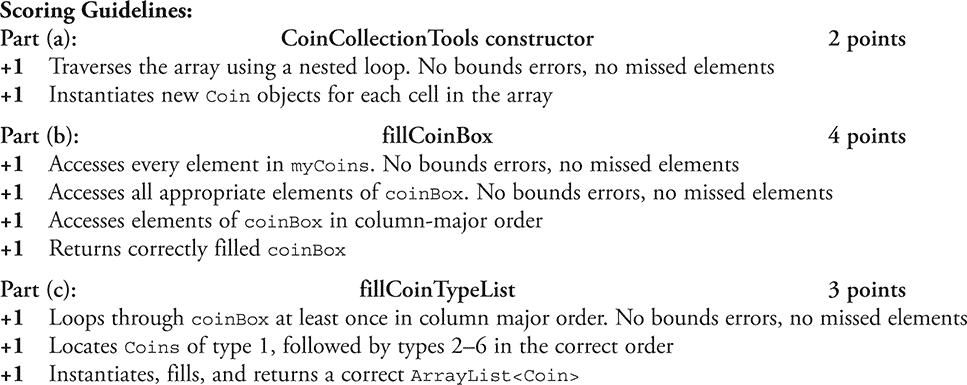 Scoring Guidelines:
Part (a): CoinCollectionTools constructor 2 points
+1 Traverses the array using a nested loop. No bounds errors, no missed elements
+1 Instantiates new Coin objects for each cell in the array
Part (b): fillCoinBox 4 points
+1 Accesses every element in myCoins. No bounds errors, no missed elements
+1 Accesses all appropriate elements of coinBox. No bounds errors, no missed elements
+1 Accesses elements of coinBox in column-major order
+1 Returns correctly filled coinBox
Part (c): fillCoinTypeList 3 points
+1 Loops through coinBox at least once in column major order. No bounds errors, no missed elements
+1 Locates Coins of type 1, followed by types 2–6 in the correct order
+1 Instantiates, fills, and returns a correct ArrayList<Coin>